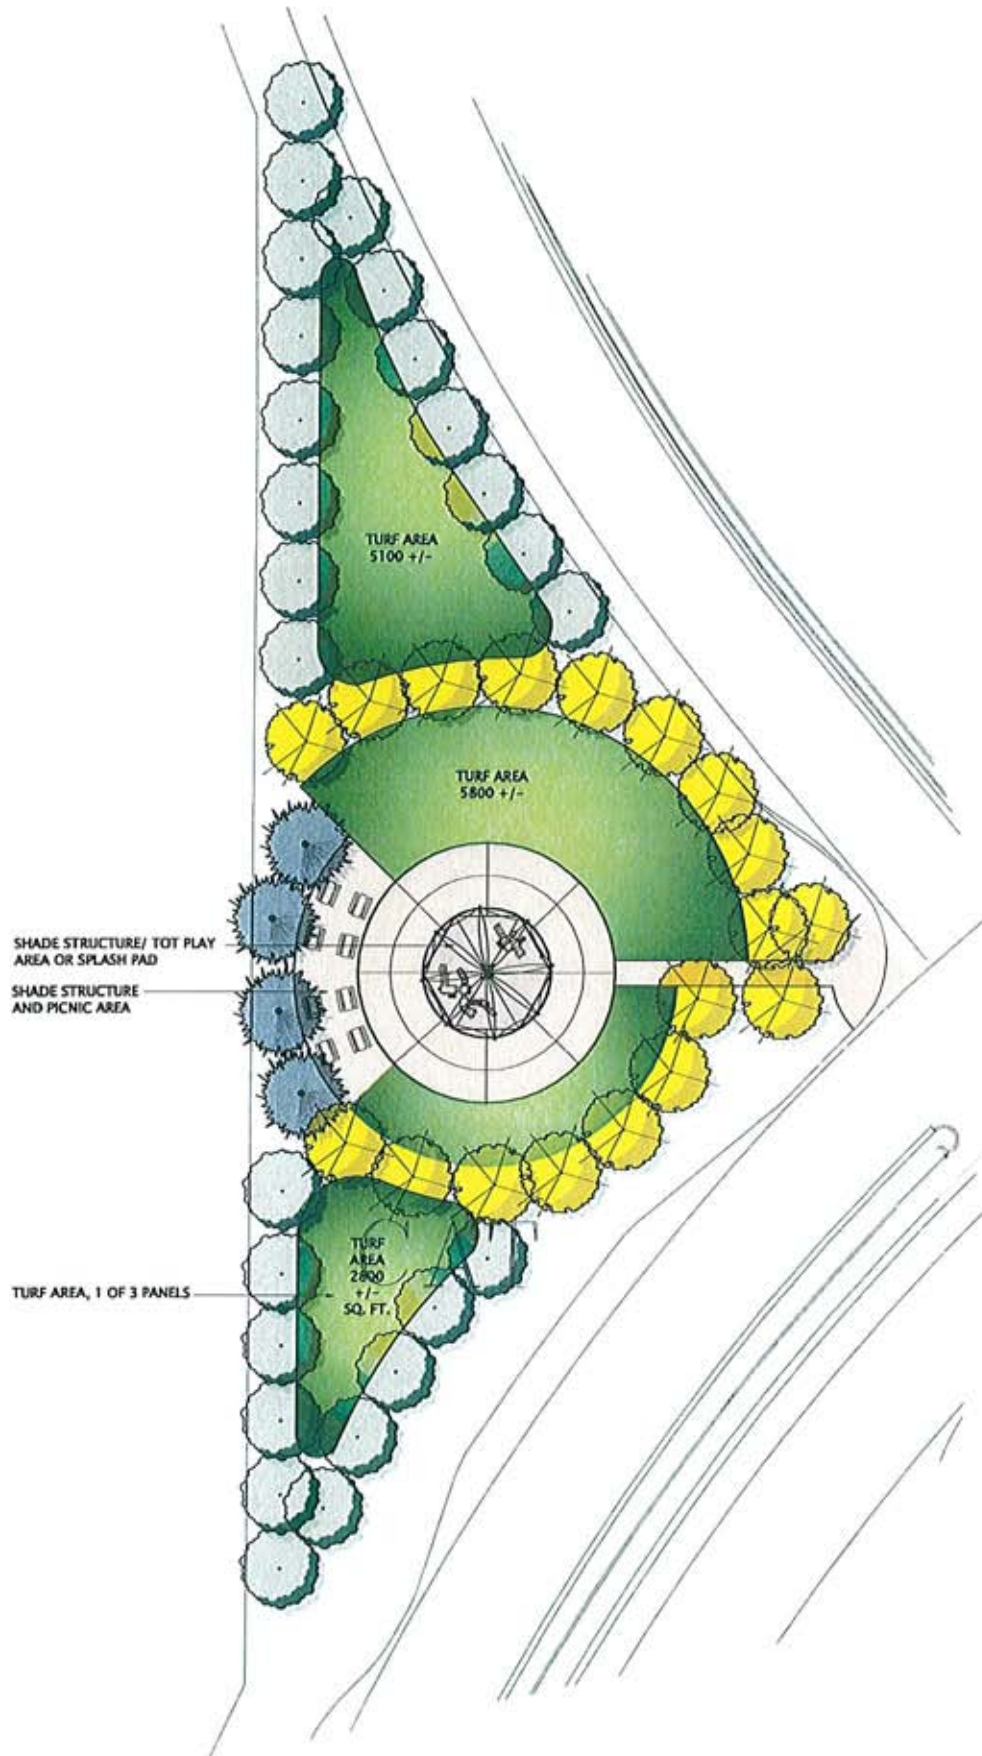 TURF AREA
5100 +/-
TURF AREA
5800 +/-
SHADE STRUCTURE/ TOT PLAY
AREA OR SPLASH PAD
SHADE STRUCTURE
AND PICNIC AREA
TURF
AREA
2800
+/-
SQ. FT.
TURF AREA, 1 OF 3 PANELS